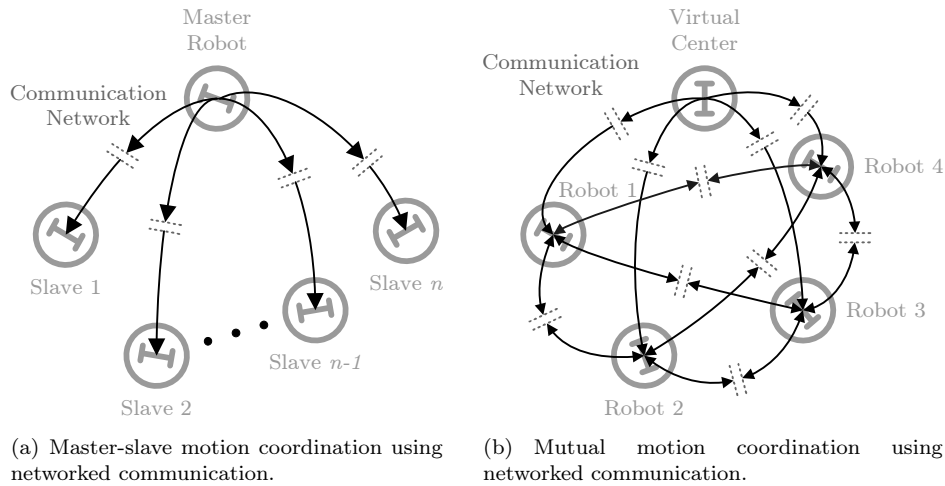 Master
Robot
Communication
Network
Slave 1
Slave 2
Slave n-1
Slave n
(a) Master-slave motion coordination using
networked communication.
Virtual
Center
Communication
Network
Robot 1
Robot 4
Robot 3
Robot 2
(b) Mutual motion coordination using
networked communication.